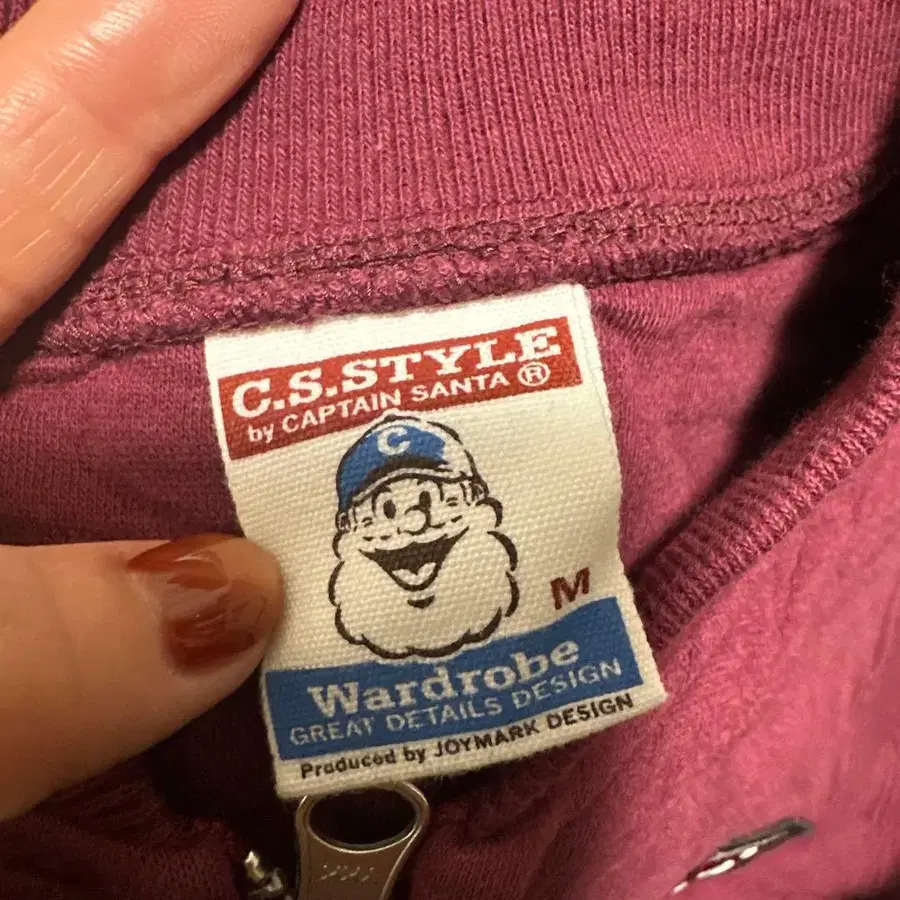 C.S.STYLE
by CAPTAIN SANTA ®
C
M
Wardrobe
GREAT DETAILS DESIGN
Produced by JOYMARK DESIGN